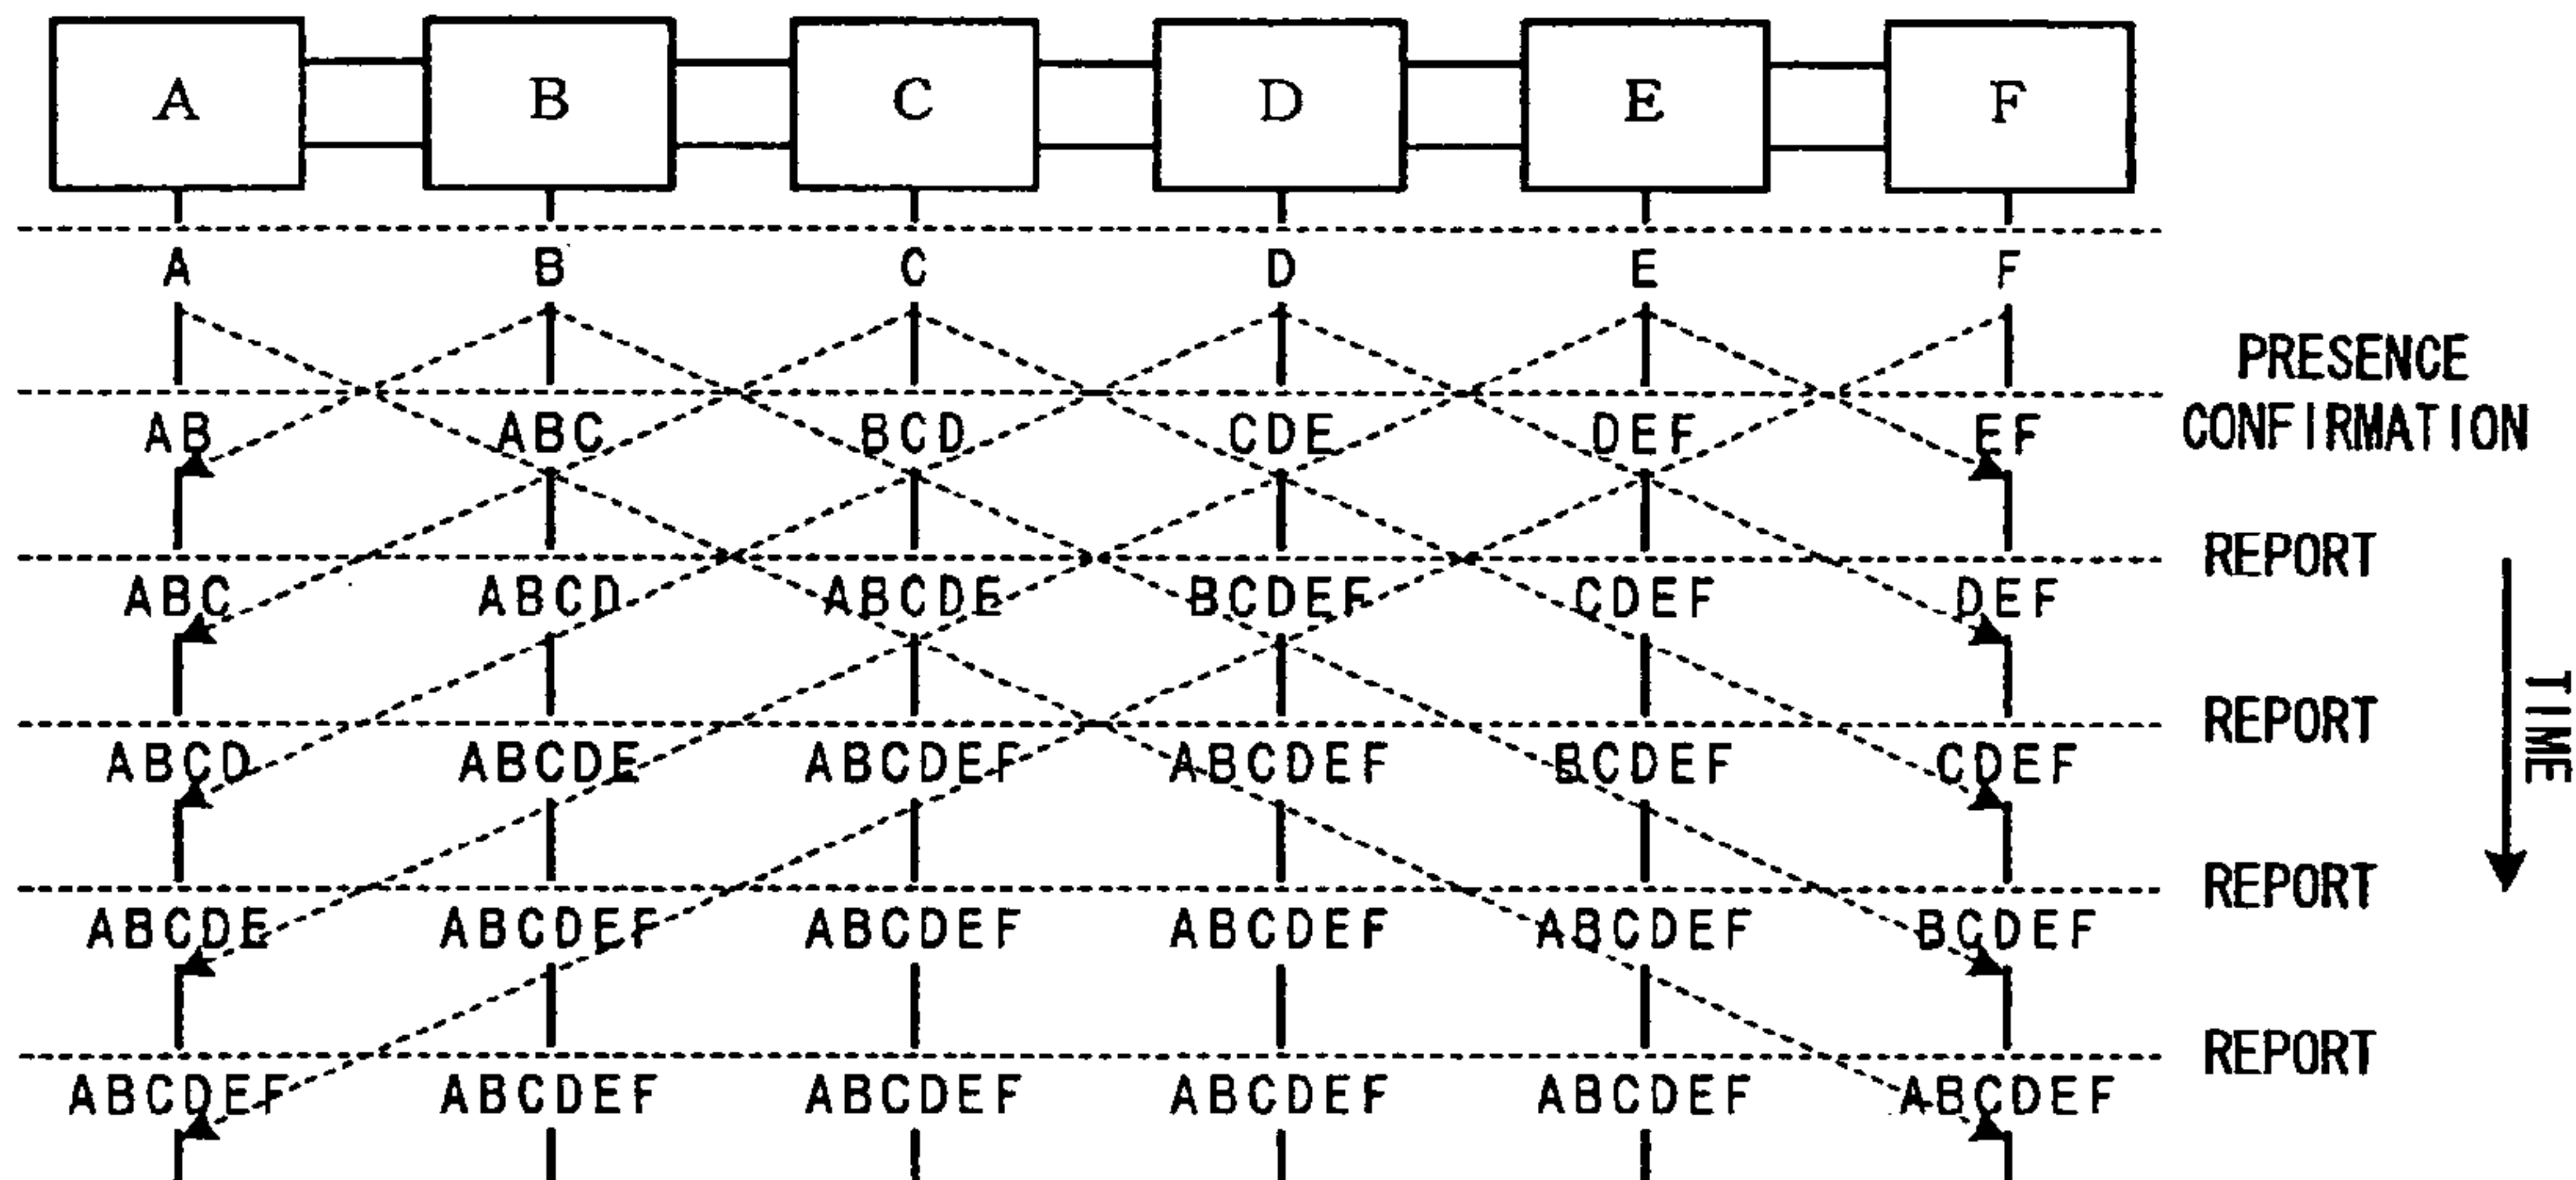 A B C D E F
A B C D E F
PRESENCE
CONFIRMATION
AB ABC BCD CDE DEF EF
REPORT
ABC ABCD ABCDE BCDEF CDEF DEF
TIME
REPORT
ABCD ABCDE ABCDEF ABCDEF BCDEF CDEF
REPORT
ABCDE ABCDEF ABCDEF ABCDEF ABCDEF BCDEF
REPORT
ABCDEF ABCDEF ABCDEF ABCDEF ABCDEF ABCDEF